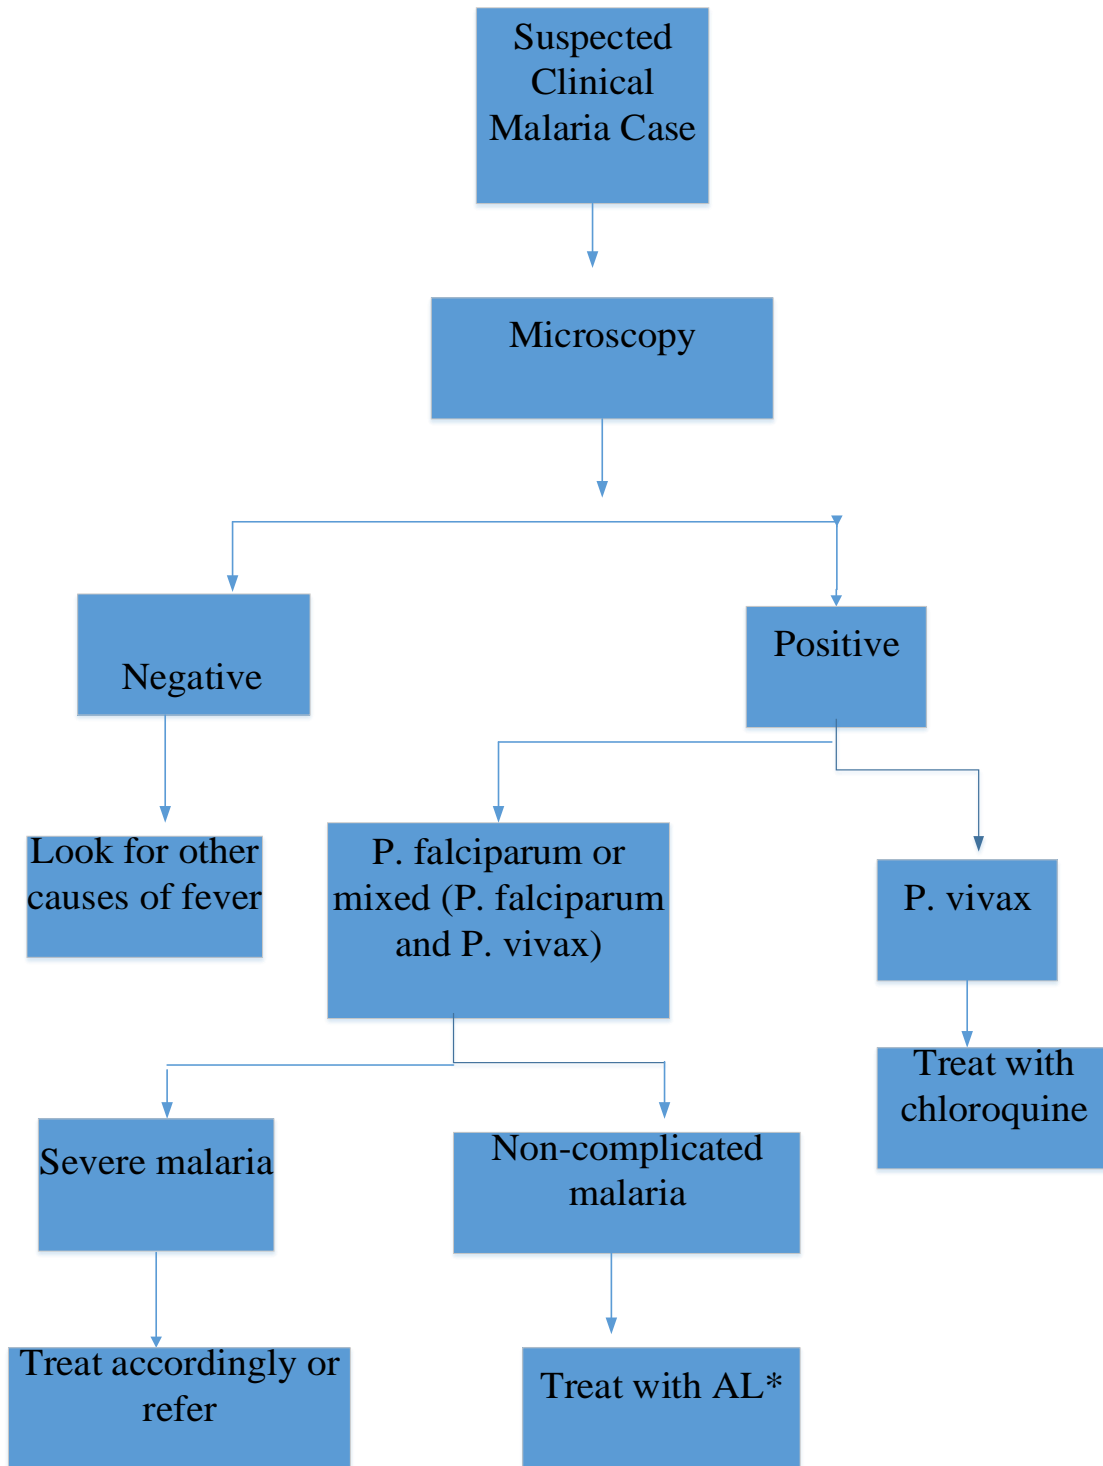 Suspected
Clinical
Malaria Case
Microscopy
Negative
Positive
Look for other
causes of fever
P. falciparum or
mixed (P. falciparum
and P. vivax)
P. vivax
Treat with
chloroquine
Severe malaria
Non-complicated
malaria
Treat accordingly or
refer
Treat with AL*